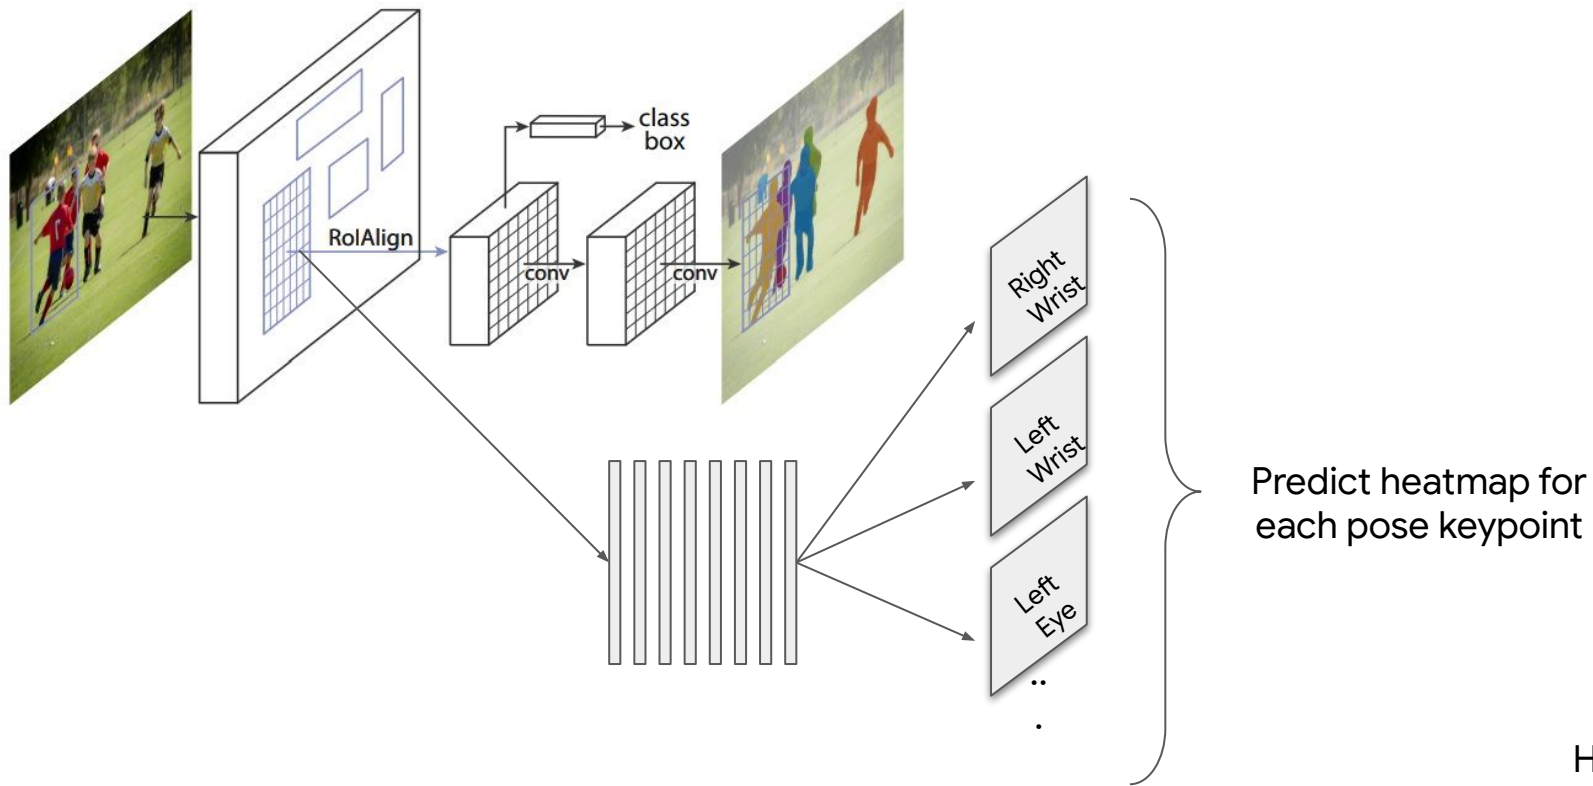 class
box
RoIAlign
conv
conv
Right
Wrist
Left
Wrist
Left
Eye
..
.
Predict heatmap for
each pose keypoint
H